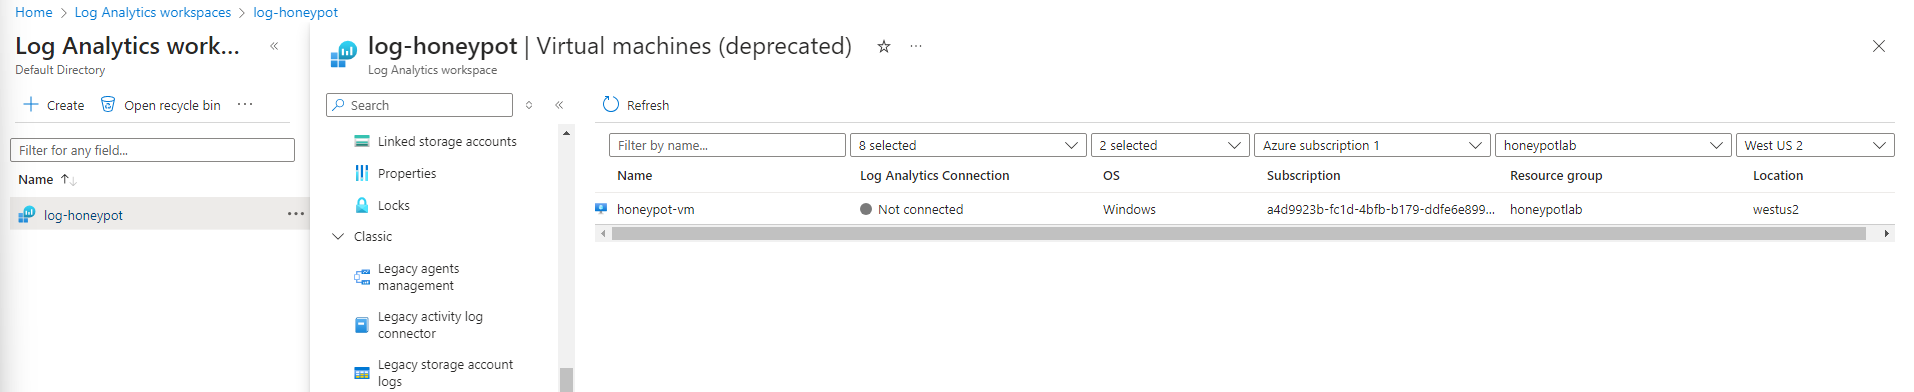 Home > Log Analytics workspaces > log-honeypot
Log Analytics work... «
Default Directory
+ Create Open recycle bin ...
Filter for any field...
Name ↑↓
log-honeypot ...
log-honeypot | Virtual machines (deprecated) ☆ ...
Log Analytics workspace
Search
Linked storage accounts
Properties
Locks
Classic
Legacy agents
management
Legacy activity log
connector
Legacy storage account
logs
Refresh
Filter by name... 8 selected 2 selected Azure subscription 1 honeypotlab West US 2
Name Log Analytics Connection OS Subscription Resource group Location
honeypot-vm Not connected Windows a4d9923b-fc1d-4bfb-b179-ddfe6e899... honeypotlab westus2